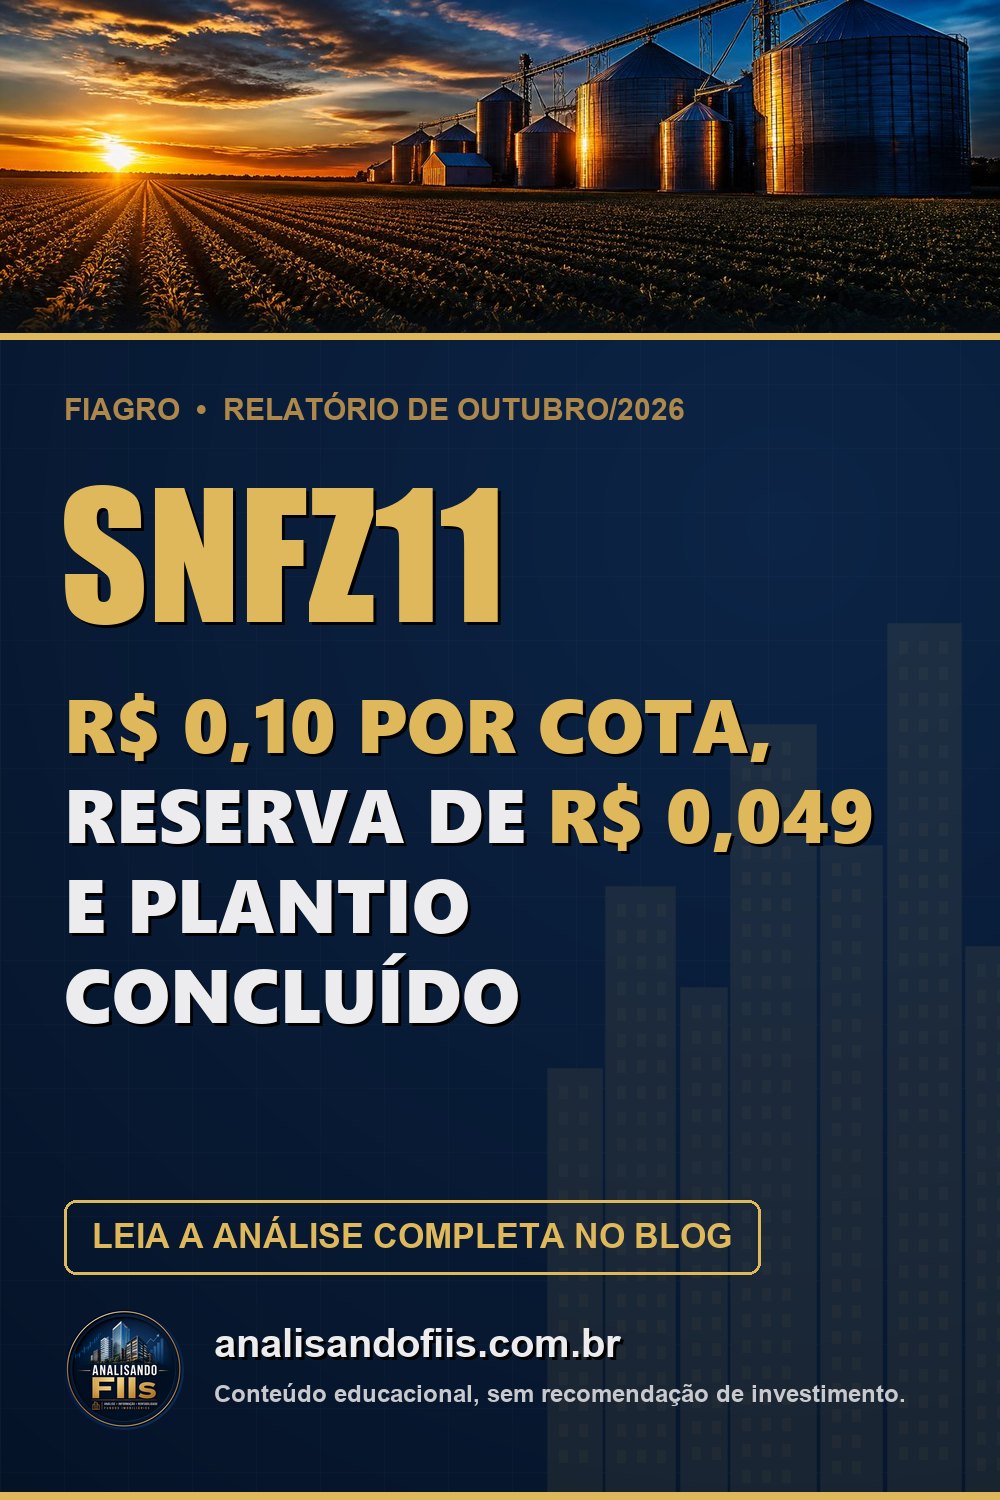 FIAGRO • RELATÓRIO DE OUTUBRO/2026
SNFZ11
R$ 0,10 POR COTA,
RESERVA DE R$ 0,049
E PLANTIO
CONCLUÍDO
LEIA A ANÁLISE COMPLETA NO BLOG
ANALISANDO
FIIs
analisandofiis.com.br
Conteúdo educacional, sem recomendação de investimento.